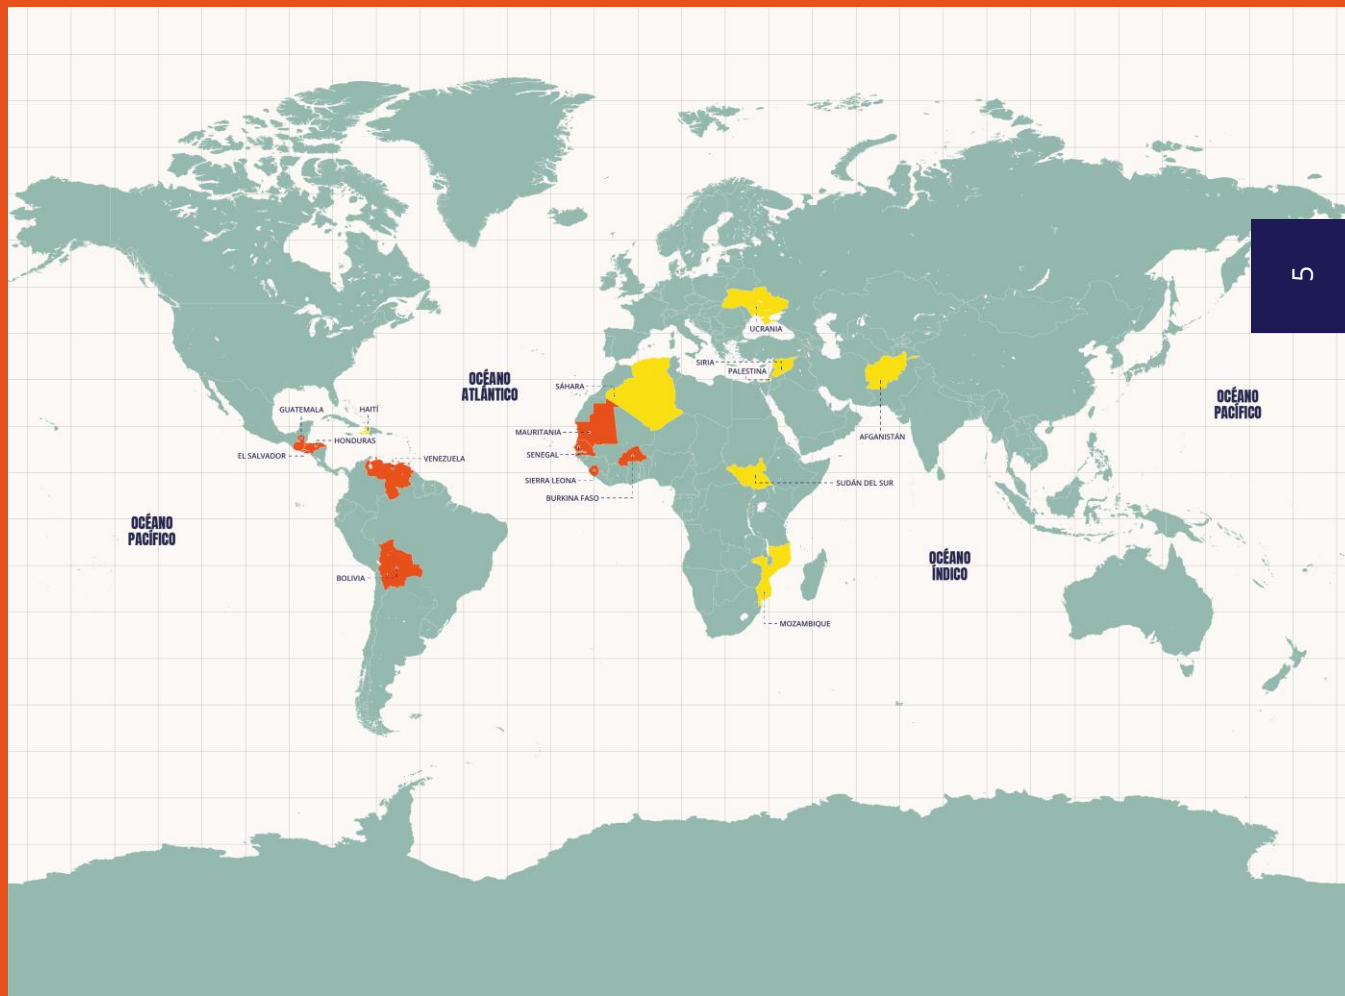 5
UCRANIA
SIRIA
PALESTINA
OCÉANO
ATLÁNTICO
SÁHARA
OCÉANO
PACÍFICO
GUATEMALA
HAITÍ
MAURITANIA
AFGANISTÁN
HONDURAS
EL SALVADOR
SENEGAL
VENEZUELA
SIERRA LEONA
SUDÁN DEL SUR
BURKINA FASO
OCÉANO
PACÍFICO
OCÉANO
ÍNDICO
BOLIVIA
MOZAMBIQUE